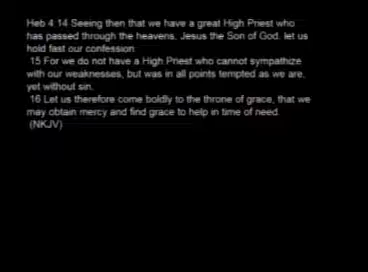 Heb 4:14 Seeing then that we have a great High Priest who
has passed through the heavens, Jesus the Son of God, let us
hold fast our confession.
15 For we do not have a High Priest who cannot sympathize
with our weaknesses, but was in all points tempted as we are,
yet without sin.
16 Let us therefore come boldly to the throne of grace, that we
may obtain mercy and find grace to help in time of need.
(NKJV)